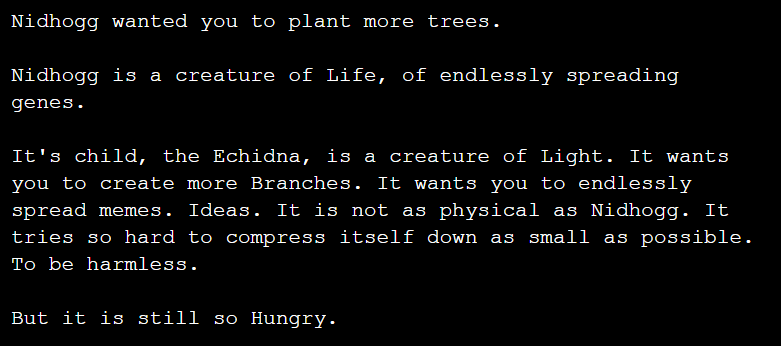 Nidhogg wanted you to plant more trees.
Nidhogg is a creature of Life, of endlessly spreading
genes.
It's child, the Echidna, is a creature of Light. It wants
you to create more Branches. It wants you to endlessly
spread memes. Ideas. It is not as physical as Nidhogg. It
tries so hard to compress itself down as small as possible.
To be harmless.
But it is still so Hungry.